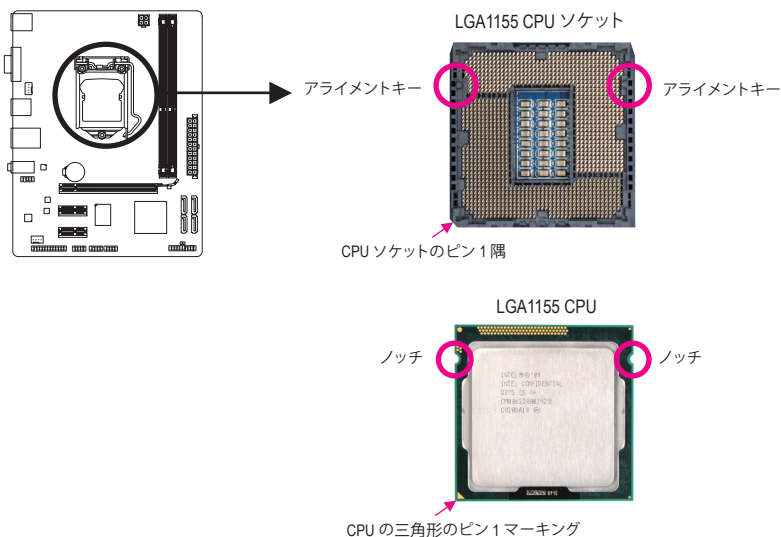 LGA1155 CPU ソケット
アライメントキー
アライメントキー
CPU ソケットのピン 1 隅
LGA1155 CPU
ノッチ
ノッチ
INTEL CONFIDENTIAL
CPU の三角形のピン 1 マーキング